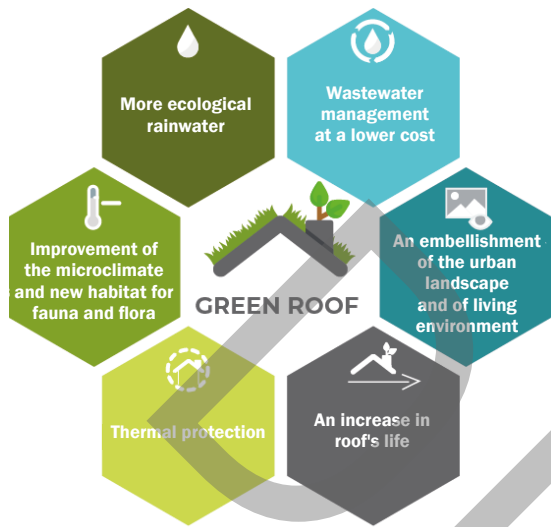 More ecological
rainwater
Wastewater
management
at a lower cost
Improvement of
the microclimate
and new habitat for
fauna and flora
GREEN ROOF
An embellishment
of the urban
landscape
and of living
environment
Thermal protection
An increase in
roof's life